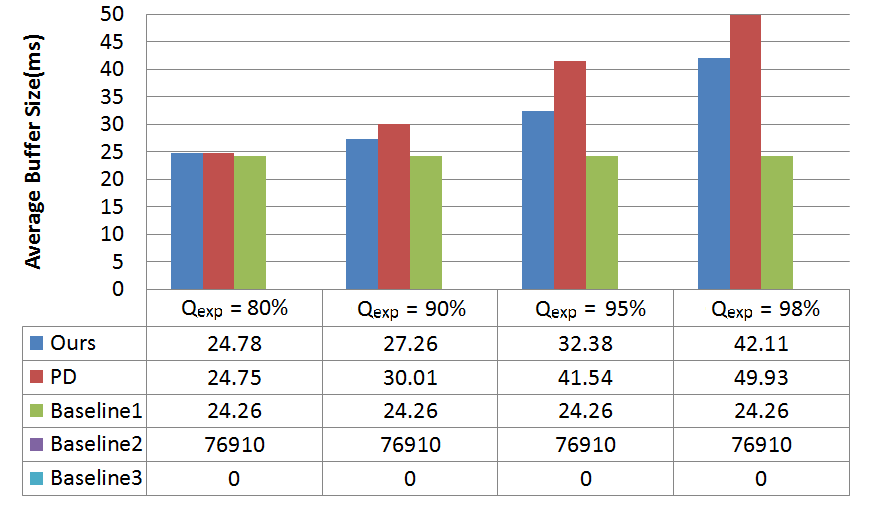 Average Buffer Size(ms)
50
45
40
35
30
25
20
15
10
5
0
Qexp = 80% Qexp = 90% Qexp = 95% Qexp = 98%
Ours 24.78 27.26 32.38 42.11
PD 24.75 30.01 41.54 49.93
Baseline1 24.26 24.26 24.26 24.26
Baseline2 76910 76910 76910 76910
Baseline3 0 0 0 0